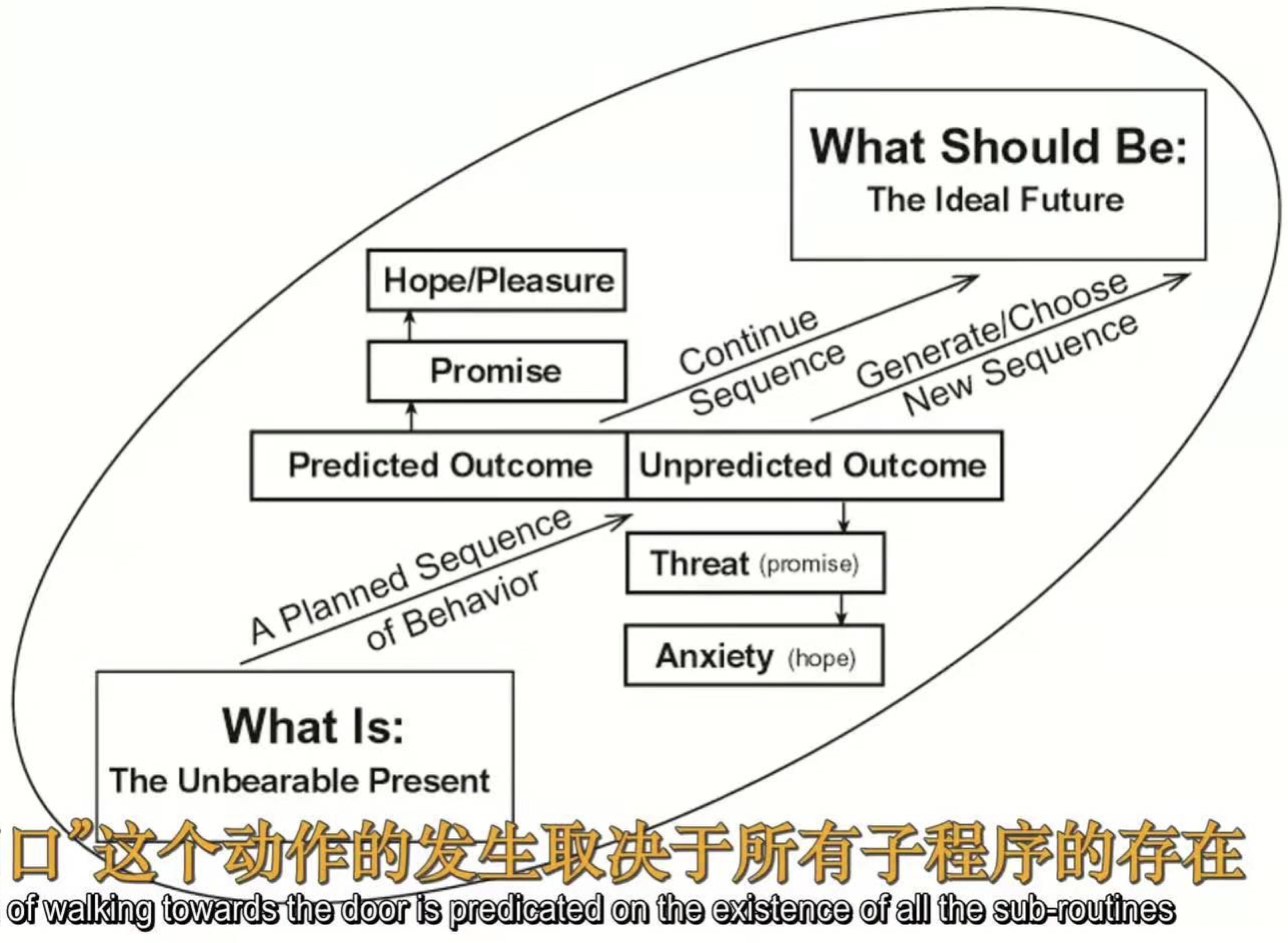 What Should Be:
The Ideal Future
Hope/Pleasure
Promise
Continue
Sequence
Generate/Choose
New Sequence
Predicted Outcome
Unpredicted Outcome
A Planned Sequence
of Behavior
Threat (promise)
Anxiety (hope)
What Is:
The Unbearable Present
口”这个动作的发生取决于所有子程序的存在
of walking towards the door is predicated on the existence of all the sub-routines